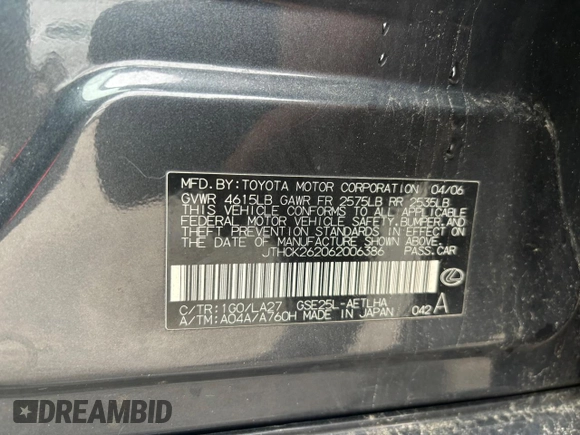 MFD.BY:TOYOTA MOTOR CORPORATION 04/06
GVWR 4615LB GAWR FR 2575LB RR 2535LB
THIS VEHICLE CONFORMS TO ALL APPLICABLE
FEDERAL MOTOR VEHICLE SAFETY,BUMPER,AND
THEFT PREVENTION STANDARDS IN EFFECT ON
THE DATE OF MANUFACTURE SHOWN ABOVE.
JTHCK262062006386 PASS.CAR
C/TR:1G0/LA27 GSE25L-AETLHA
A/TM:A04A/A760H MADE IN JAPAN 042 A
DREAMBID